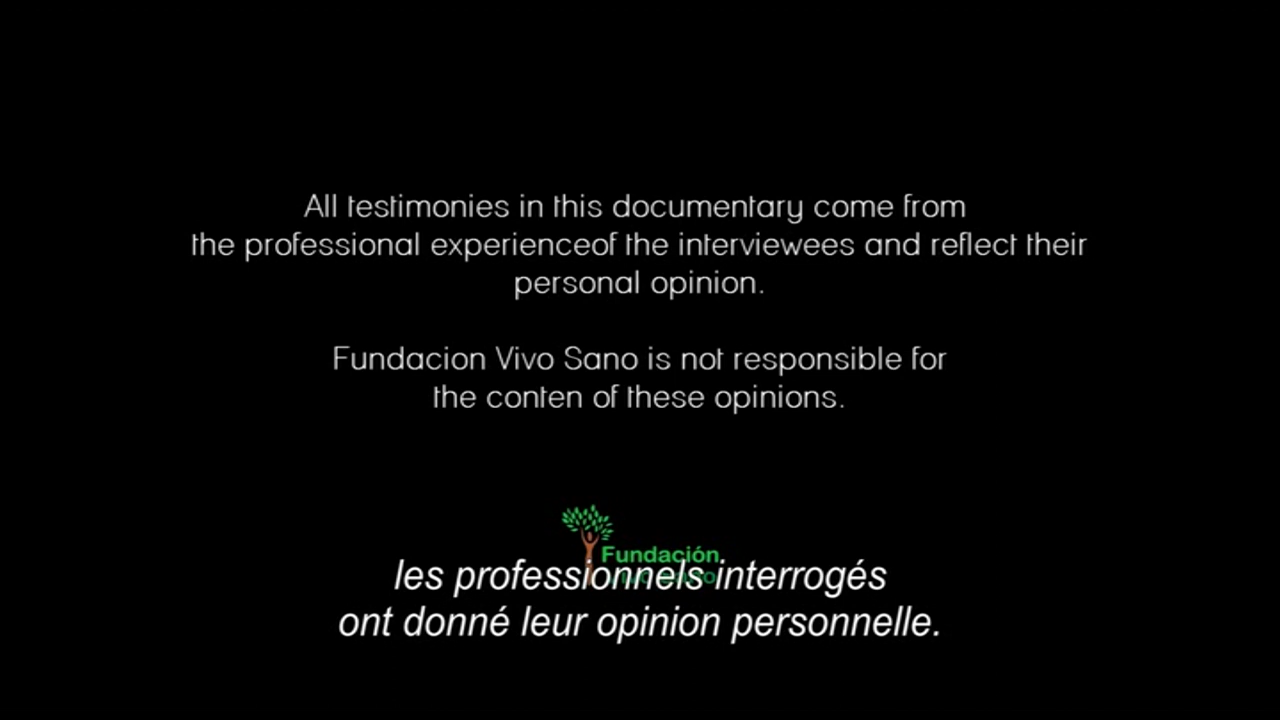 All testimonies in this documentary come from
the professional experienceof the interviewees and reflect their
personal opinion.
Fundacion Vivo Sano is not responsible for
the conten of these opinions.
Fundación
les professionnels interrogés
ont donné leur opinion personnelle.